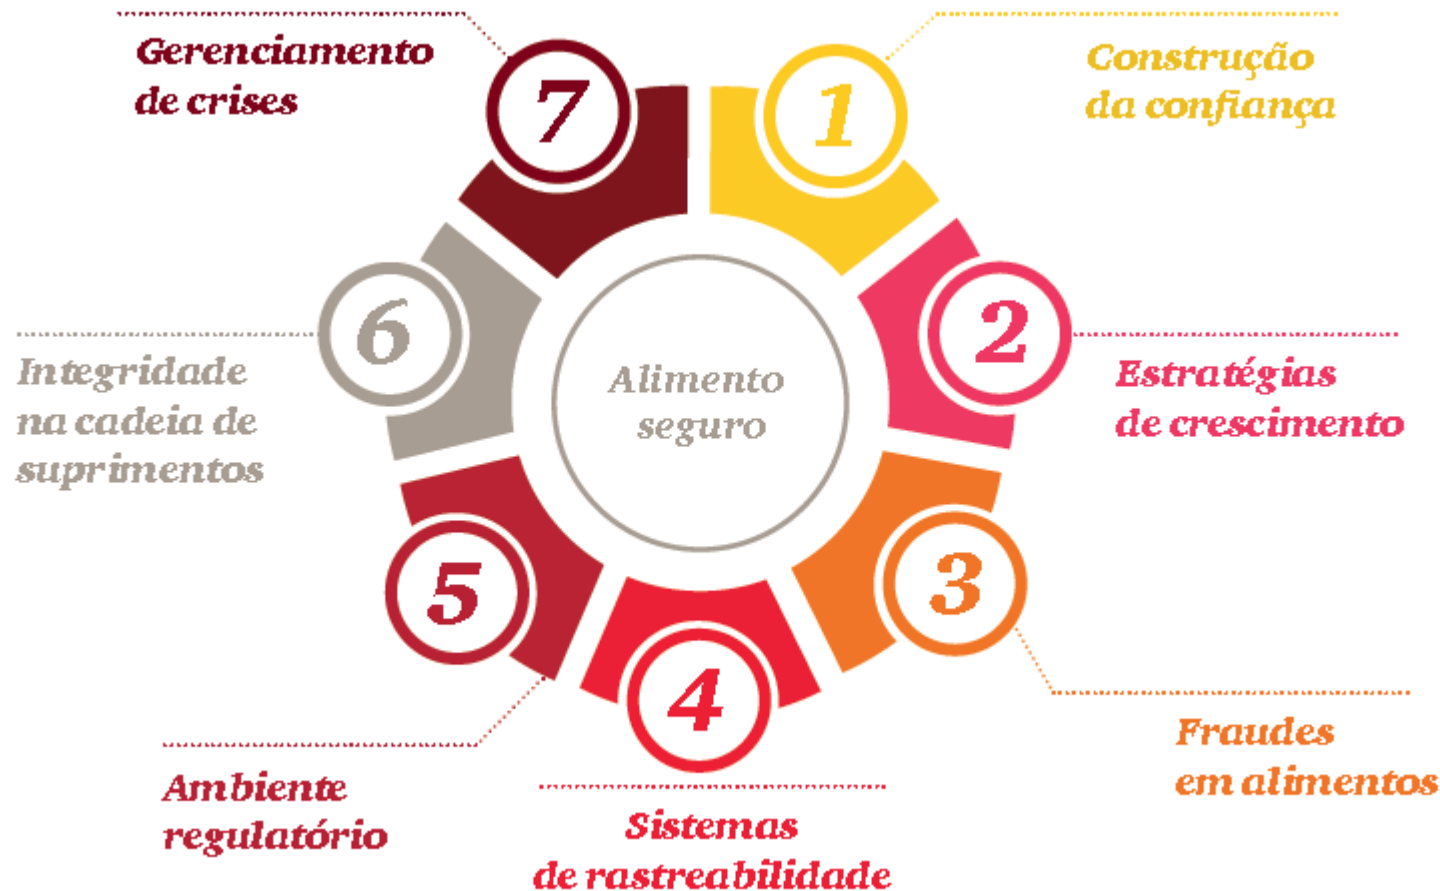 Gerenciamento
de crises
7
1
Construção
da confiança
6
Integridade
na cadeia de
suprimentos
Alimento
seguro
2
Estratégias
de crescimento
5
Ambiente
regulatório
4
Sistemas
de rastreabilidade
3
Fraudes
em alimentos